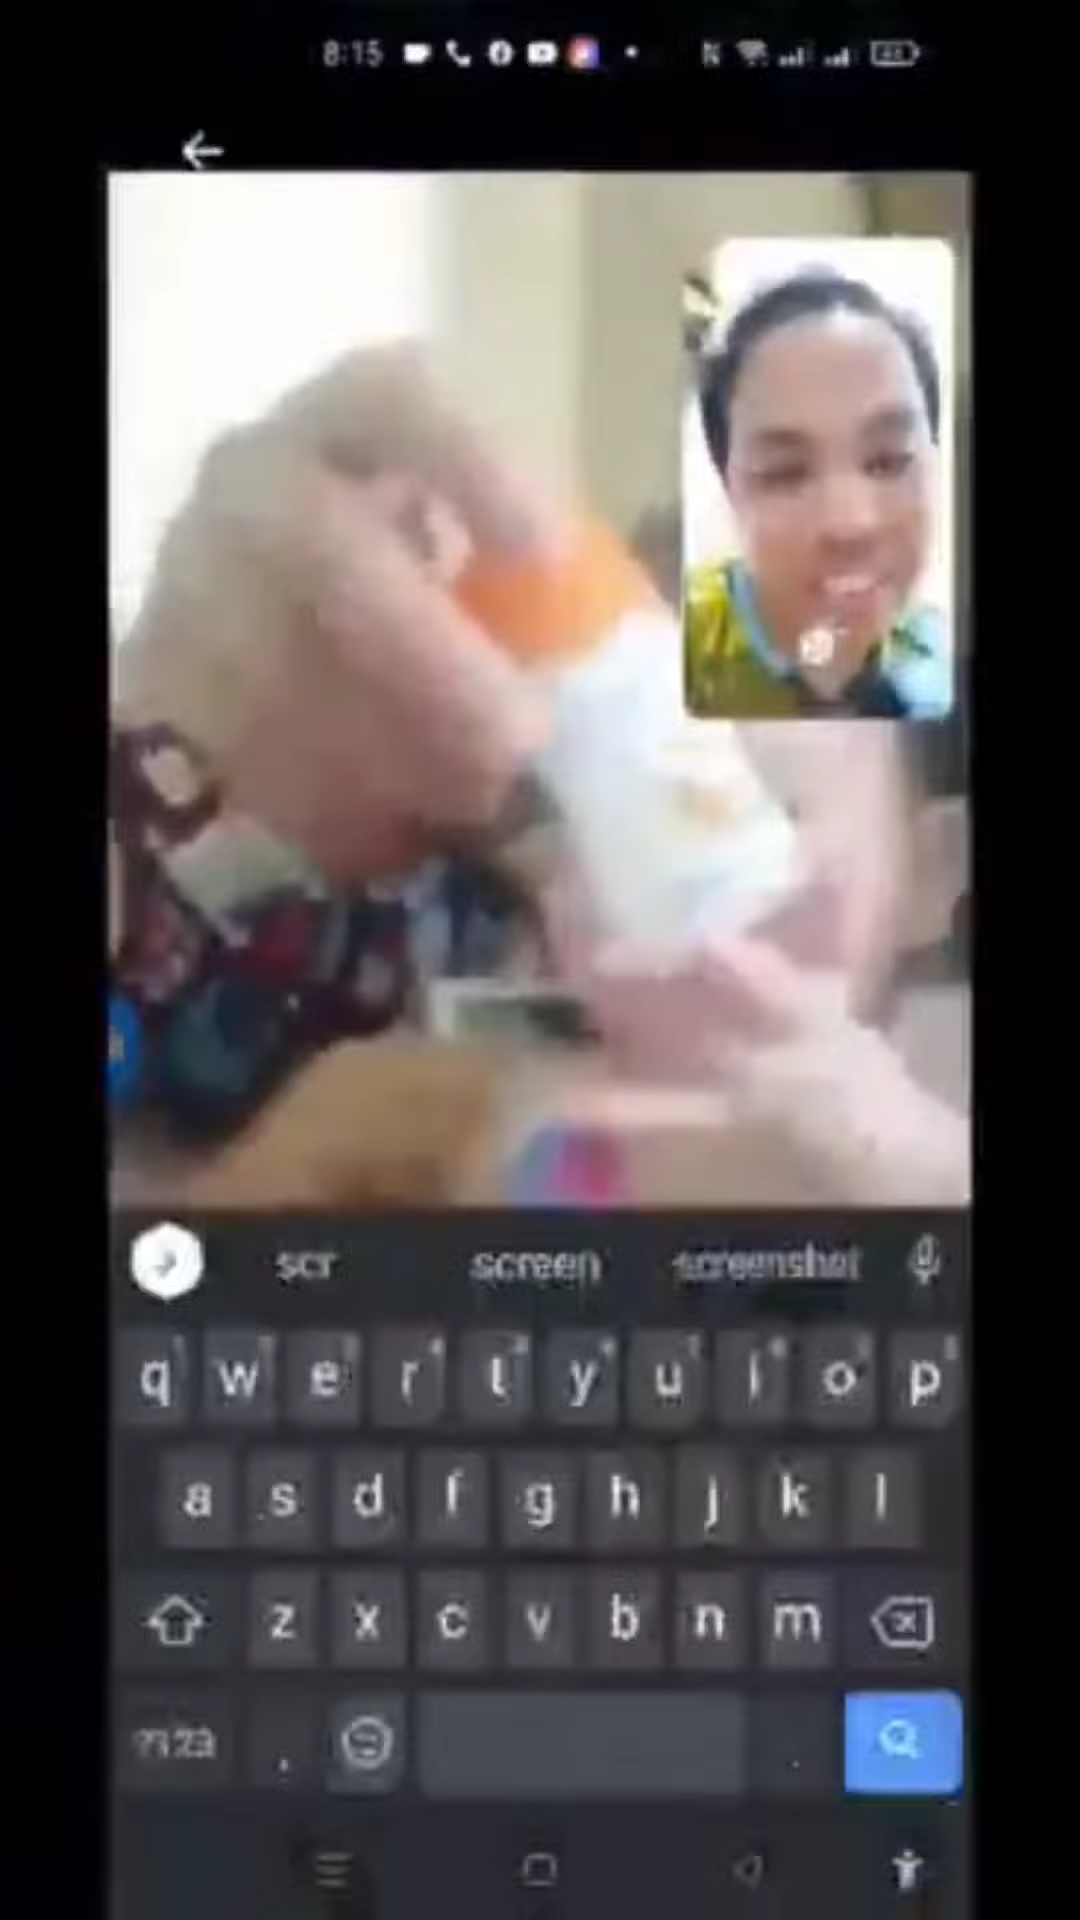 8:15
scr screen screenshot
q w e r t y u i o p
a s d f g h j k l
z x c v b n m
?123 , .